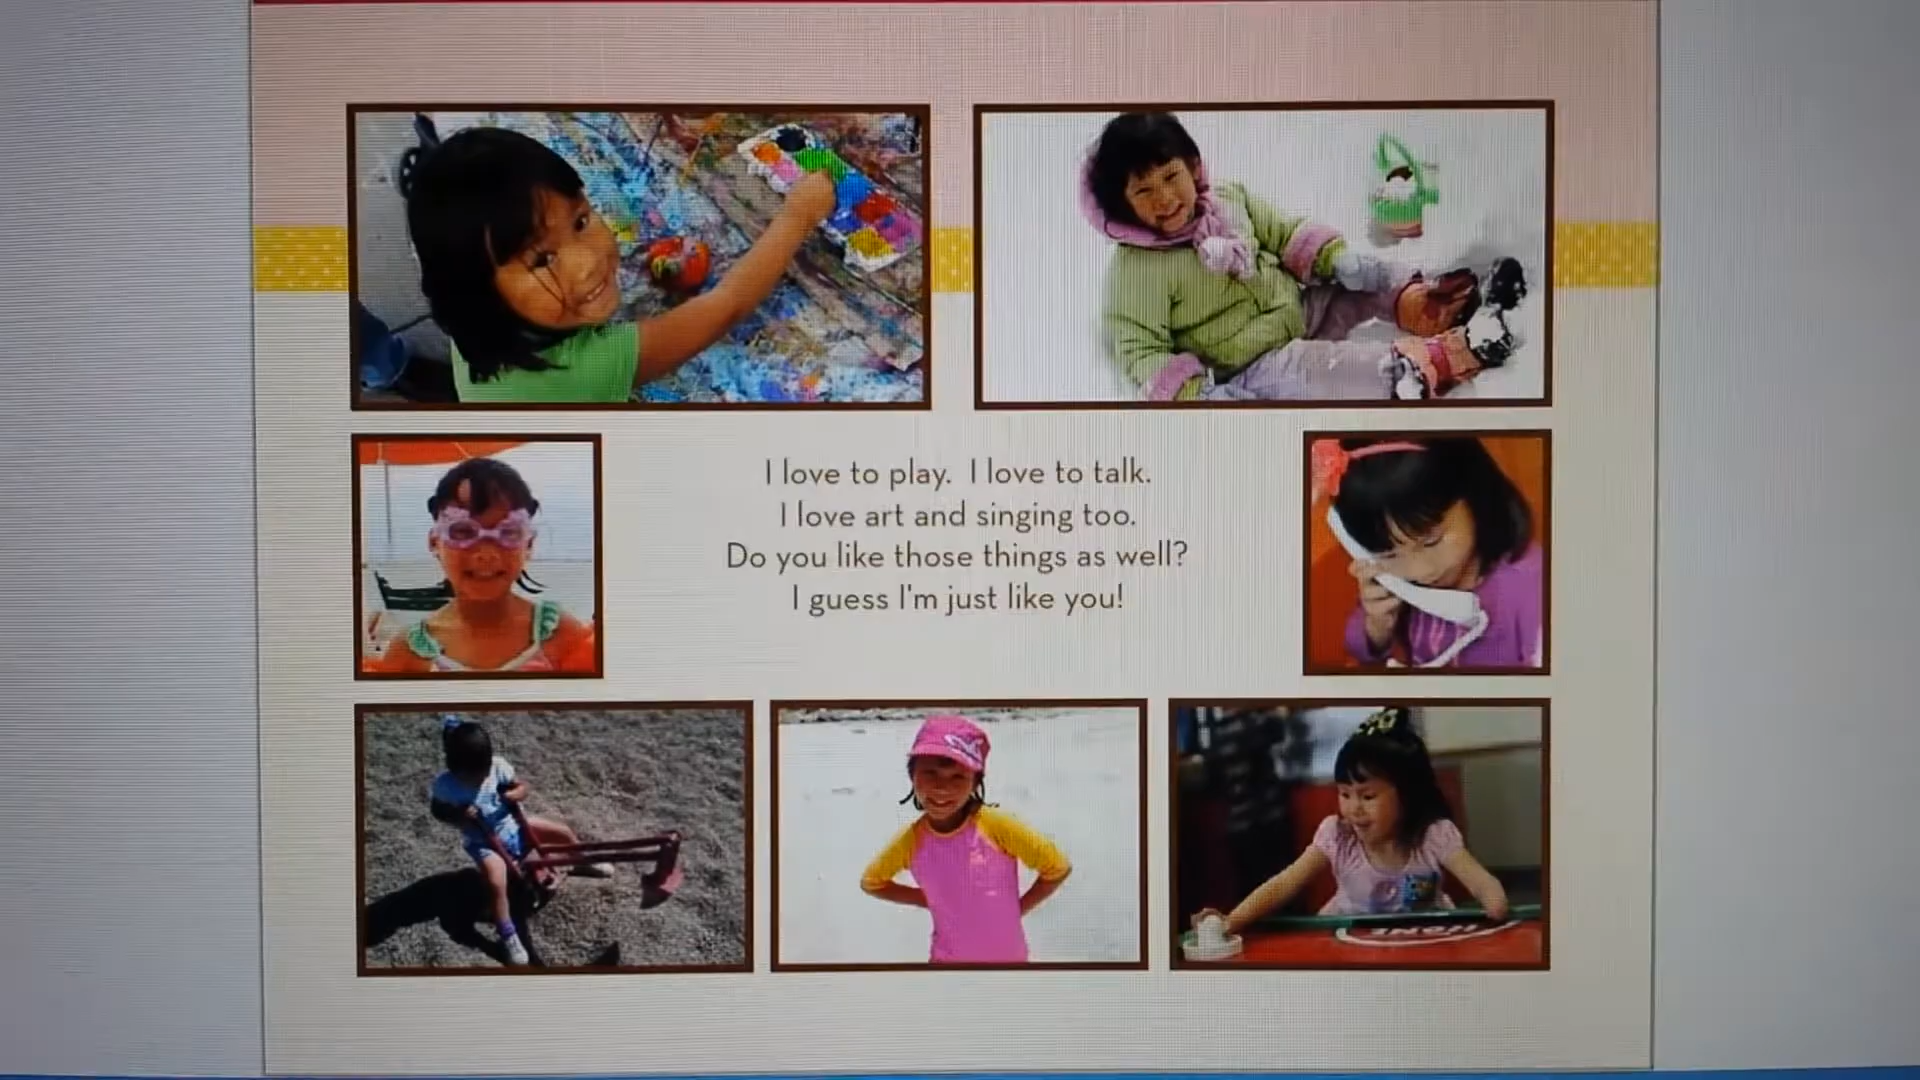 I love to play.  I love to talk.
I love art and singing too.
Do you like those things as well?
I guess I'm just like you!